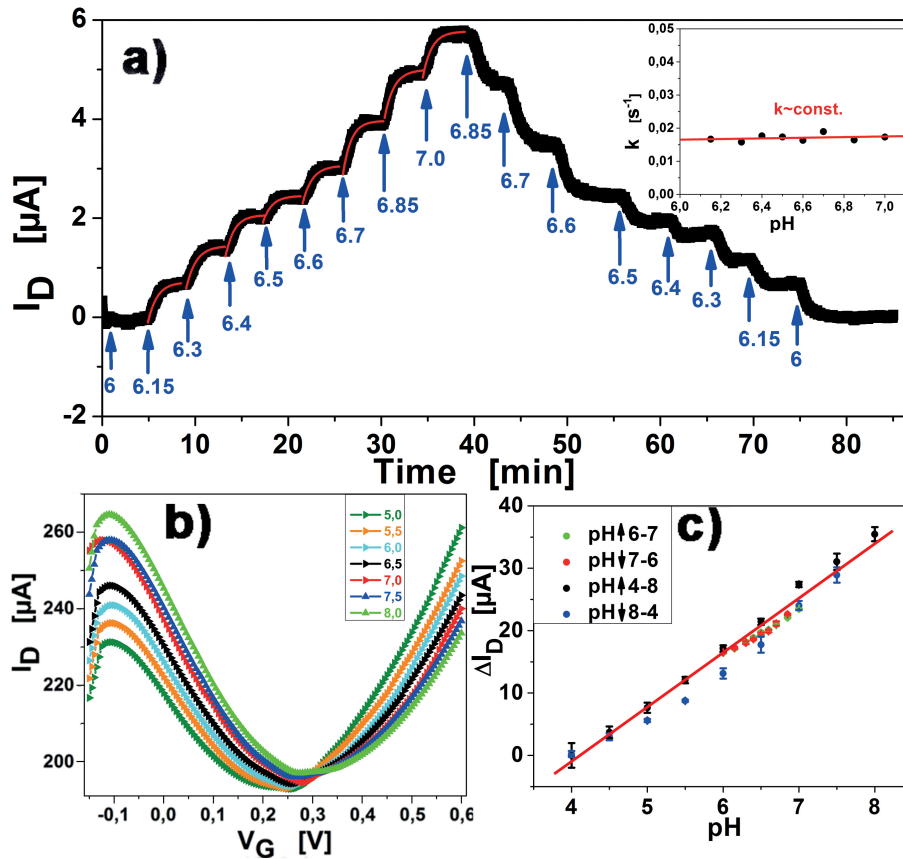 a)
6
4
2
0
-2
I_D [µA]
0 10 20 30 40 50 60 70 80
Time [min]
6
6.15
6.3
6.4
6.5
6.6
6.7
6.85
7.0
6.85
6.7
6.6
6.5
6.4
6.3
6.15
6
0,05
0,04
0,03
0,02
0,01
0,00
k [s⁻¹]
k~const.
6,0 6,2 6,4 6,6 6,8 7,0
pH
b)
260
240
220
200
I_D [µA]
-0,1 0,0 0,1 0,2 0,3 0,4 0,5 0,6
V_G [V]
5,0
5,5
6,0
6,5
7,0
7,5
8,0
c)
40
30
20
10
0
ΔI_D [µA]
pH↑6-7
pH↓7-6
pH↑4-8
pH↓8-4
4 5 6 7 8
pH